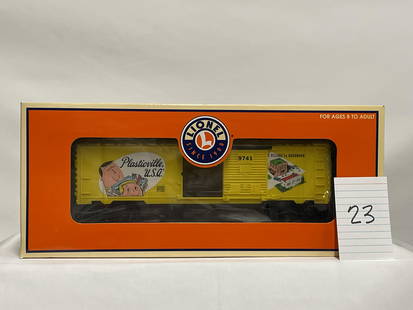 FOR AGES 8 TO ADULT
LIONEL
SINCE 1900
Plasticville,
U.S.A.
9741
23